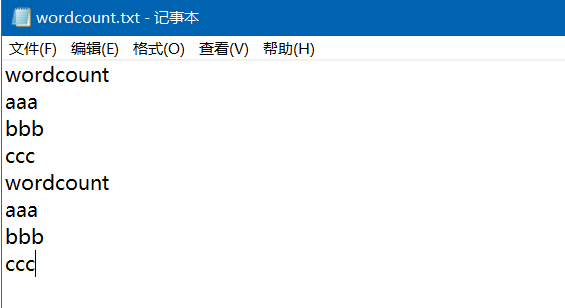 wordcount.txt - 记事本
文件(F) 编辑(E) 格式(O) 查看(V) 帮助(H)
wordcount
aaa
bbb
ccc
wordcount
aaa
bbb
ccc